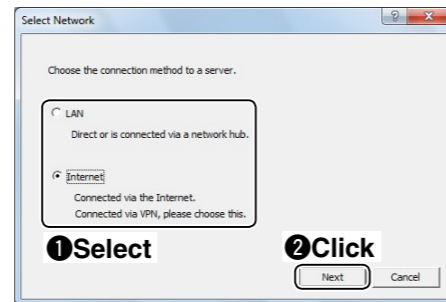 Select Network
Choose the connection method to a server.
LAN
Direct or is connected via a network hub.
Internet
Connected via the Internet.
Connected via VPN, please choose this.
❶Select
❷Click
Next
Cancel